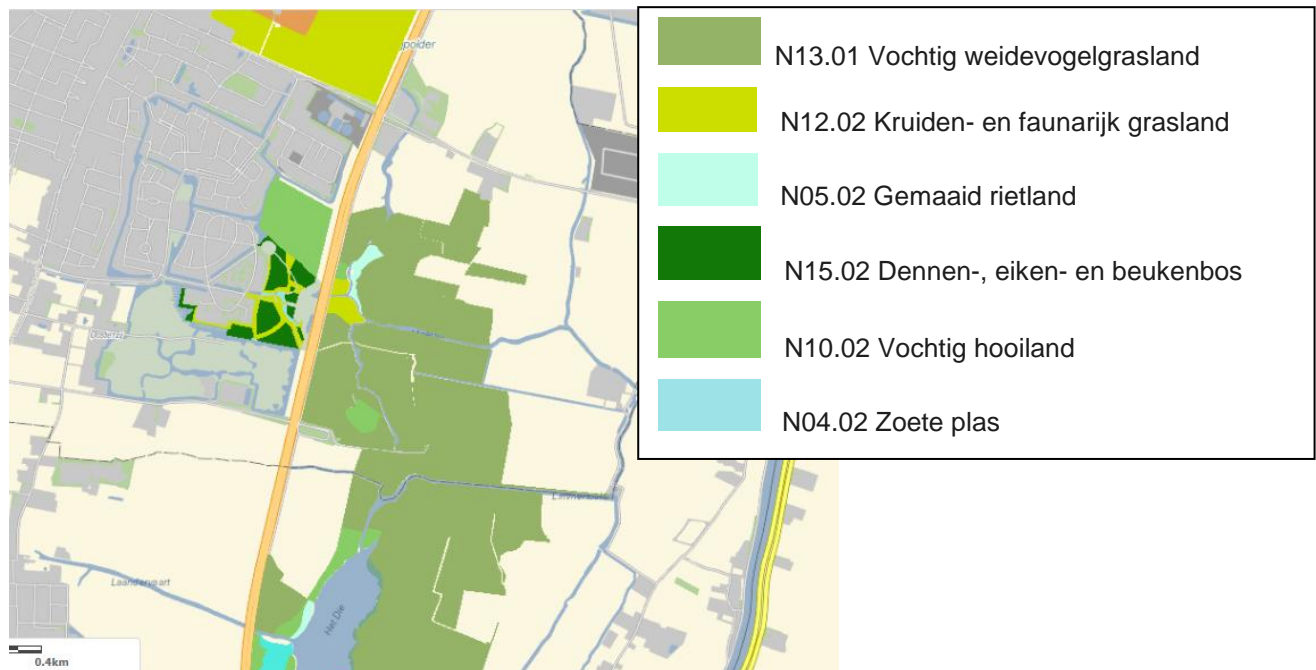 polder
N13.01 Vochtig weidevogelgrasland
N12.02 Kruiden- en faunarijk grasland
N05.02 Gemaaid rietland
N15.02 Dennen-, eiken- en beukenbos
N10.02 Vochtig hooiland
N04.02 Zoete plas
Laandervaart
Het Die
0.4km